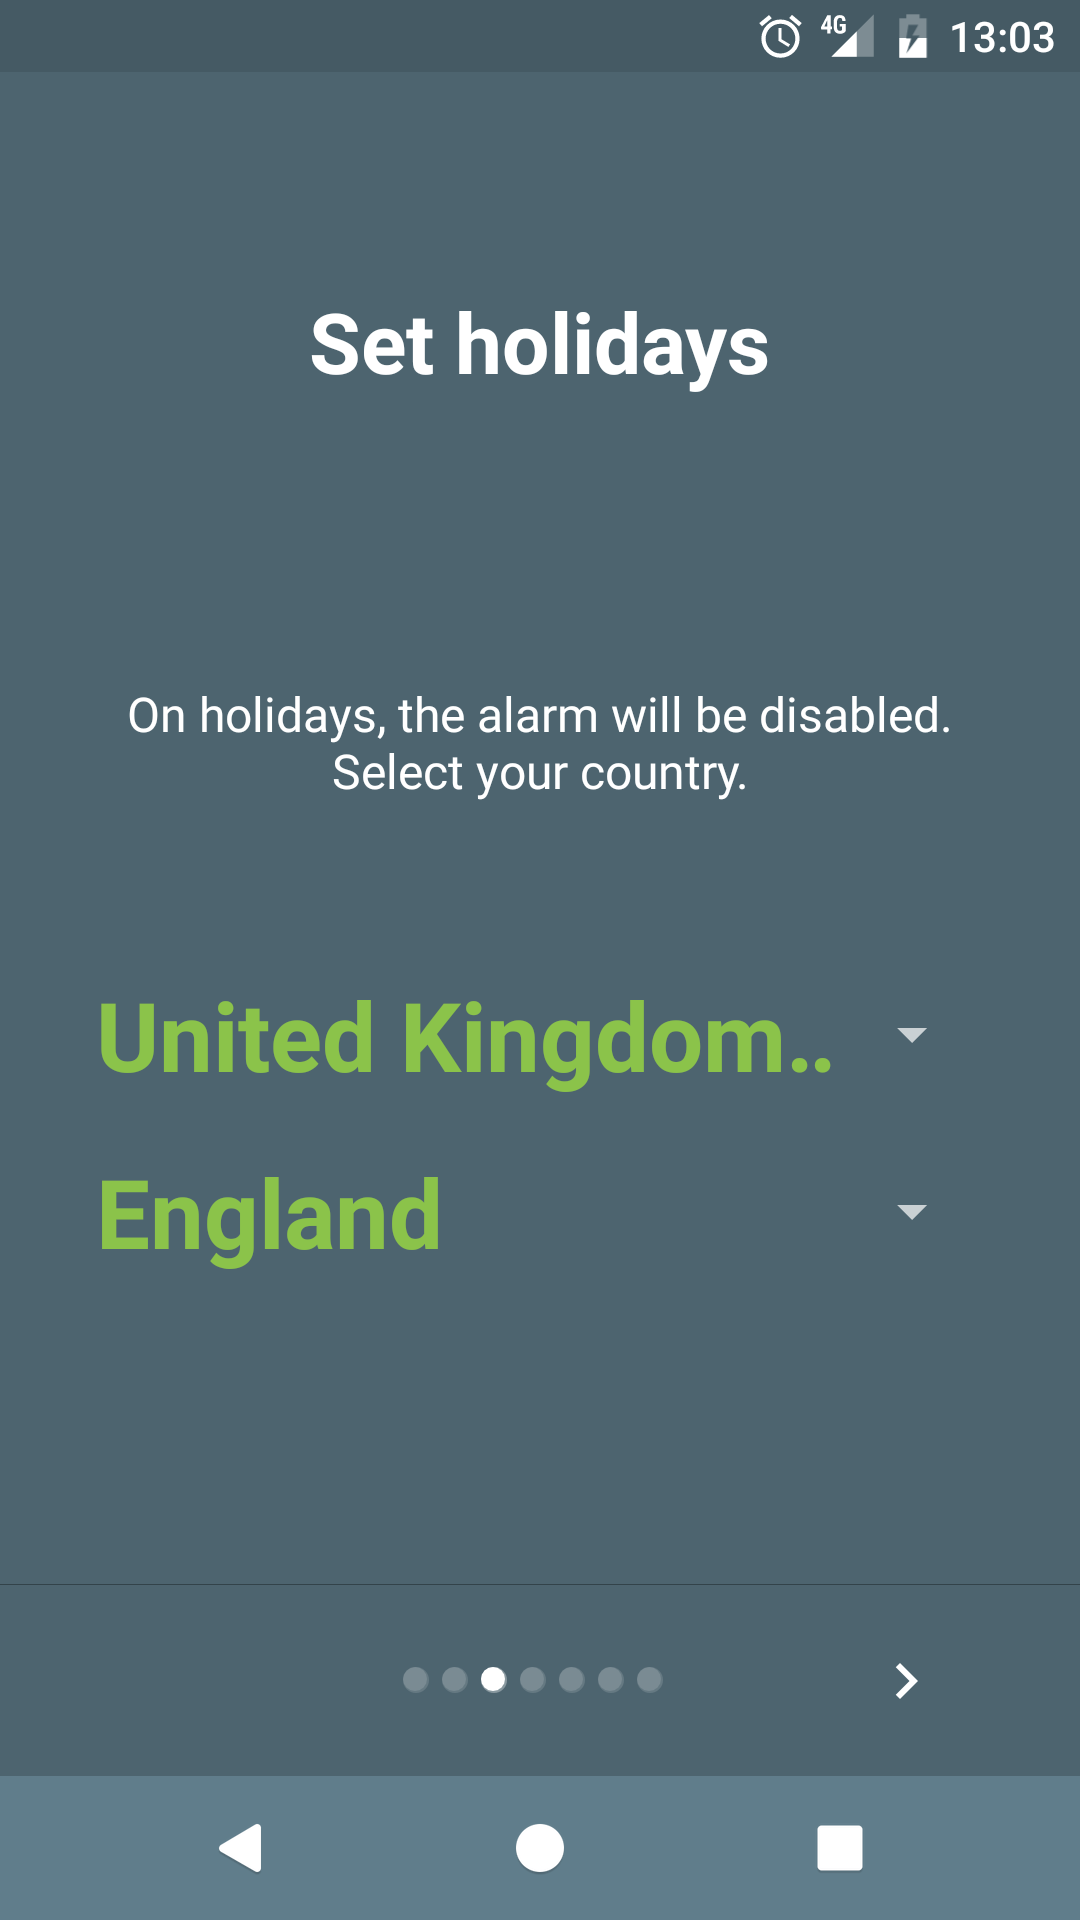 4G 13:03
Set holidays
On holidays, the alarm will be disabled.
Select your country.
United Kingdom..
England